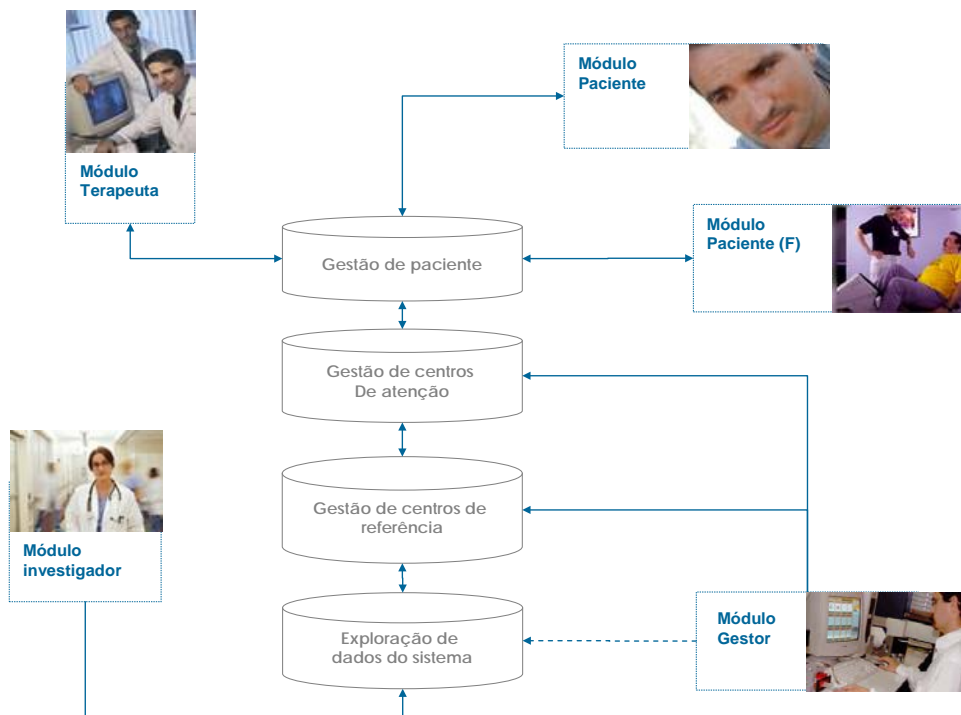 Módulo
Paciente
Módulo
Terapeuta
Módulo
Paciente (F)
Gestão de paciente
Gestão de centros
De atenção
Gestão de centros de
referência
Módulo
investigador
Exploração de
dados do sistema
Módulo
Gestor